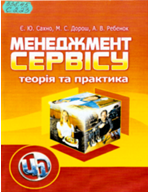 Є. Ю. Сахно, М. С. Дорош, А. В. Ребенок
МЕНЕДЖМЕНТ
СЕРВІСУ
теорія та практика